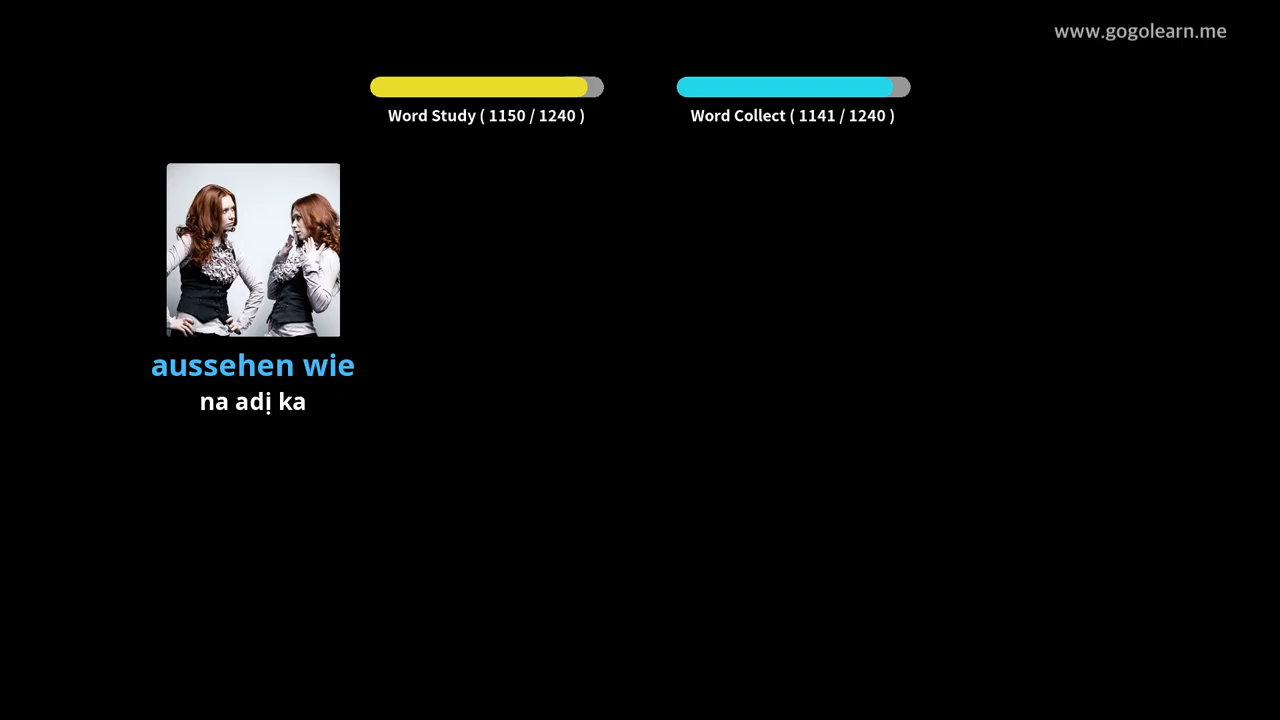 www.gogolearn.me
Word Study ( 1150 / 1240 )
Word Collect ( 1141 / 1240 )
aussehen wie
na adị ka